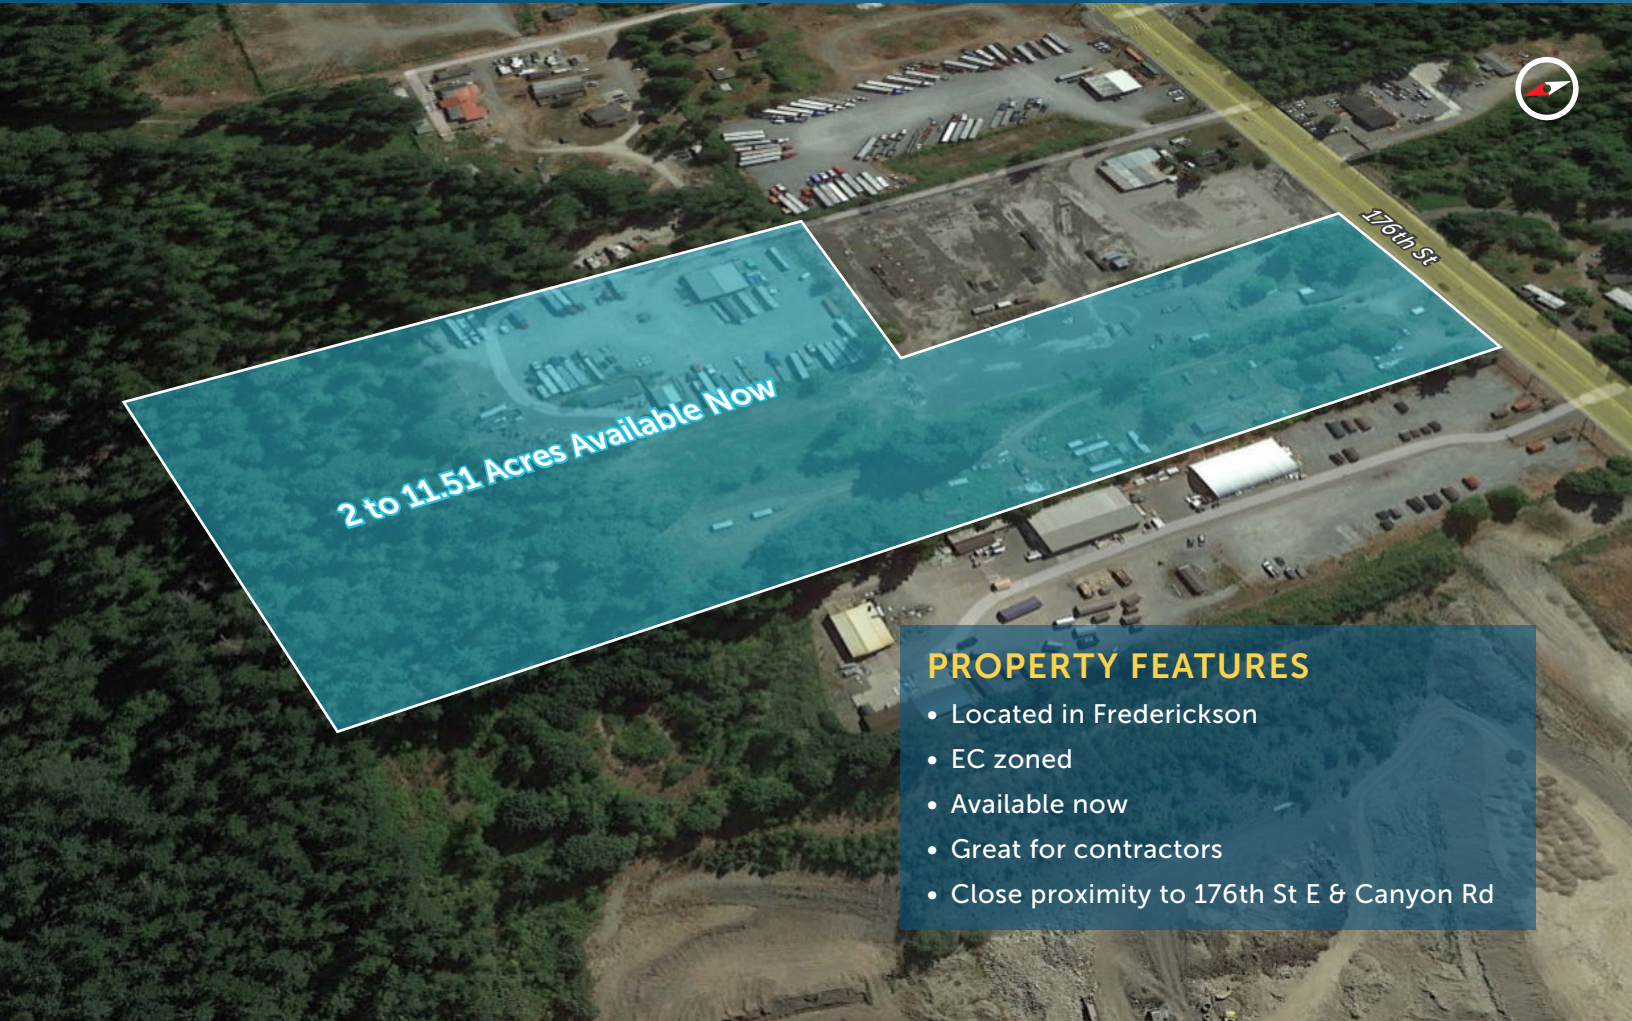 176th St
2 to 11.51 Acres Available Now
PROPERTY FEATURES
• Located in Frederickson
• EC zoned
• Available now
• Great for contractors
• Close proximity to 176th St E & Canyon Rd